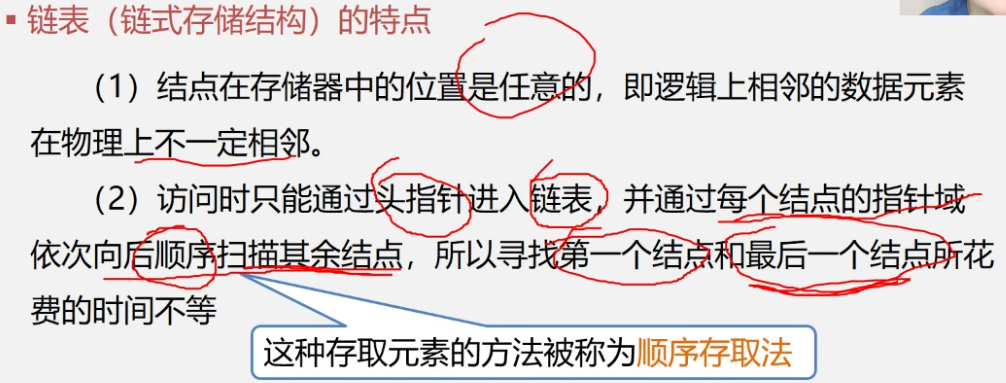 ▪ 链表（链式存储结构）的特点
（1）结点在存储器中的位置是任意的，即逻辑上相邻的数据元素
在物理上不一定相邻。
（2）访问时只能通过头指针进入链表，并通过每个结点的指针域
依次向后顺序扫描其余结点，所以寻找第一个结点和最后一个结点所花
费的时间不等
这种存取元素的方法被称为顺序存取法